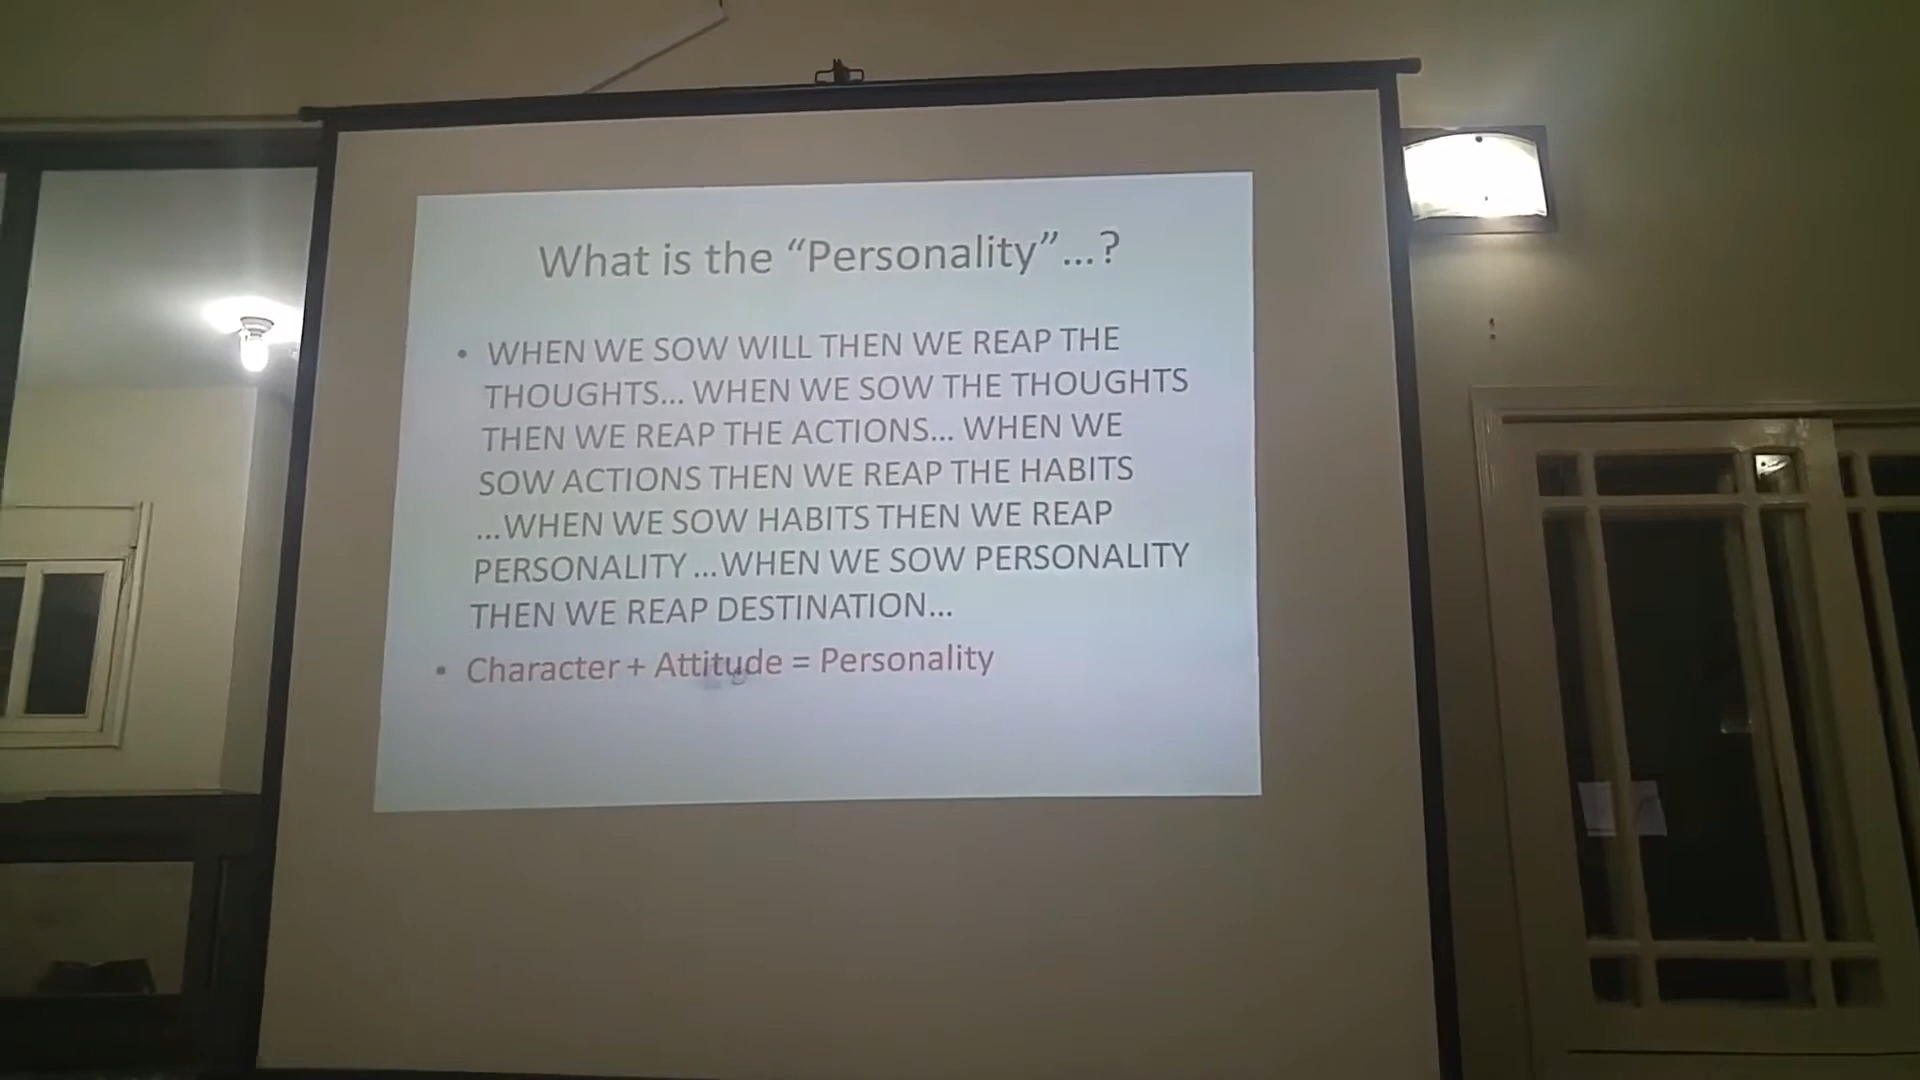 What is the “Personality”...?
• WHEN WE SOW WILL THEN WE REAP THE
THOUGHTS... WHEN WE SOW THE THOUGHTS
THEN WE REAP THE ACTIONS... WHEN WE
SOW ACTIONS THEN WE REAP THE HABITS
...WHEN WE SOW HABITS THEN WE REAP
PERSONALITY ...WHEN WE SOW PERSONALITY
THEN WE REAP DESTINATION...
• Character + Attitude = Personality